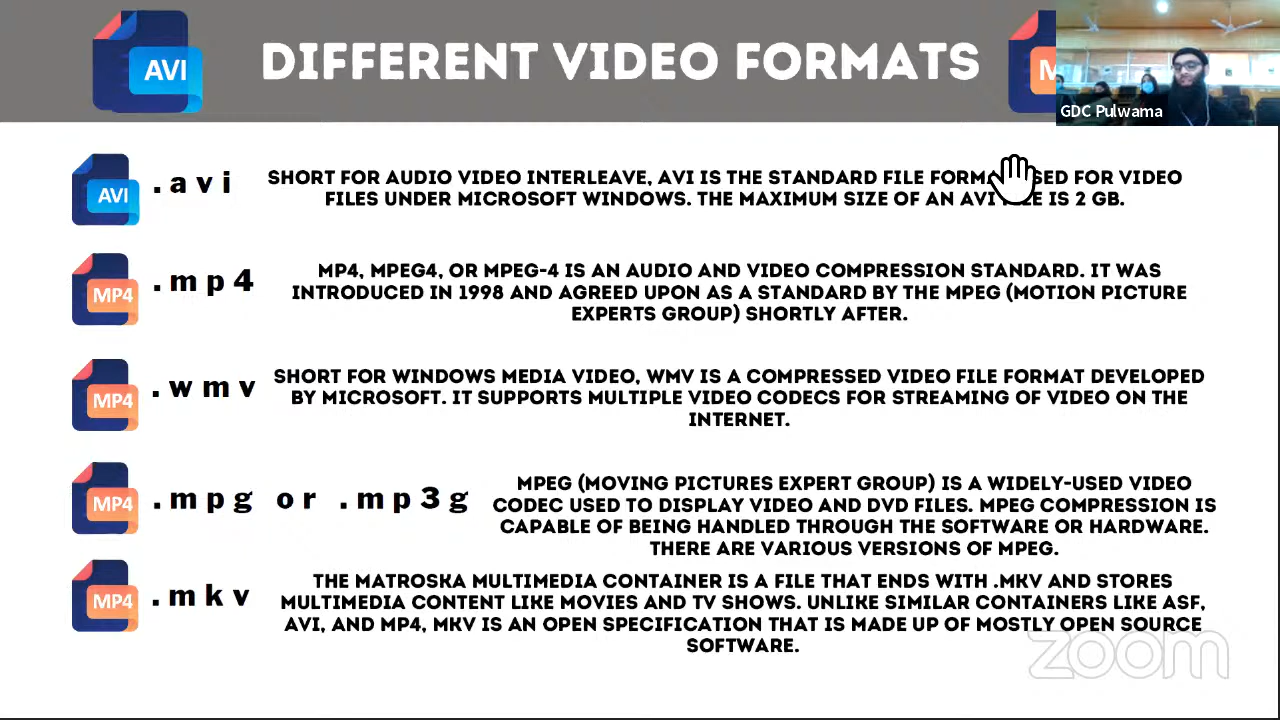 AVI
DIFFERENT VIDEO FORMATS
M
GDC Pulwama
AVI
.avi
SHORT FOR AUDIO VIDEO INTERLEAVE, AVI IS THE STANDARD FILE FOR VIDEO
FILES UNDER MICROSOFT WINDOWS. THE MAXIMUM SIZE OF AN AVI IS 2 GB.
MP4
.mp4
MP4, MPEG4, OR MPEG-4 IS AN AUDIO AND VIDEO COMPRESSION STANDARD. IT WAS
INTRODUCED IN 1998 AND AGREED UPON AS A STANDARD BY THE MPEG (MOTION PICTURE
EXPERTS GROUP) SHORTLY AFTER.
MP4
.wmv
SHORT FOR WINDOWS MEDIA VIDEO, WMV IS A COMPRESSED VIDEO FILE FORMAT DEVELOPED
BY MICROSOFT. IT SUPPORTS MULTIPLE VIDEO CODECS FOR STREAMING OF VIDEO ON THE
INTERNET.
MP4
.mpg or .mp3g
MPEG (MOVING PICTURES EXPERT GROUP) IS A WIDELY-USED VIDEO
CODEC USED TO DISPLAY VIDEO AND DVD FILES. MPEG COMPRESSION IS
CAPABLE OF BEING HANDLED THROUGH THE SOFTWARE OR HARDWARE.
THERE ARE VARIOUS VERSIONS OF MPEG.
MP4
.mkv
THE MATROSKA MULTIMEDIA CONTAINER IS A FILE THAT ENDS WITH .MKV AND STORES
MULTIMEDIA CONTENT LIKE MOVIES AND TV SHOWS. UNLIKE SIMILAR CONTAINERS LIKE ASF,
AVI, AND MP4, MKV IS AN OPEN SPECIFICATION THAT IS MADE UP OF MOSTLY OPEN SOURCE
SOFTWARE.
zoom